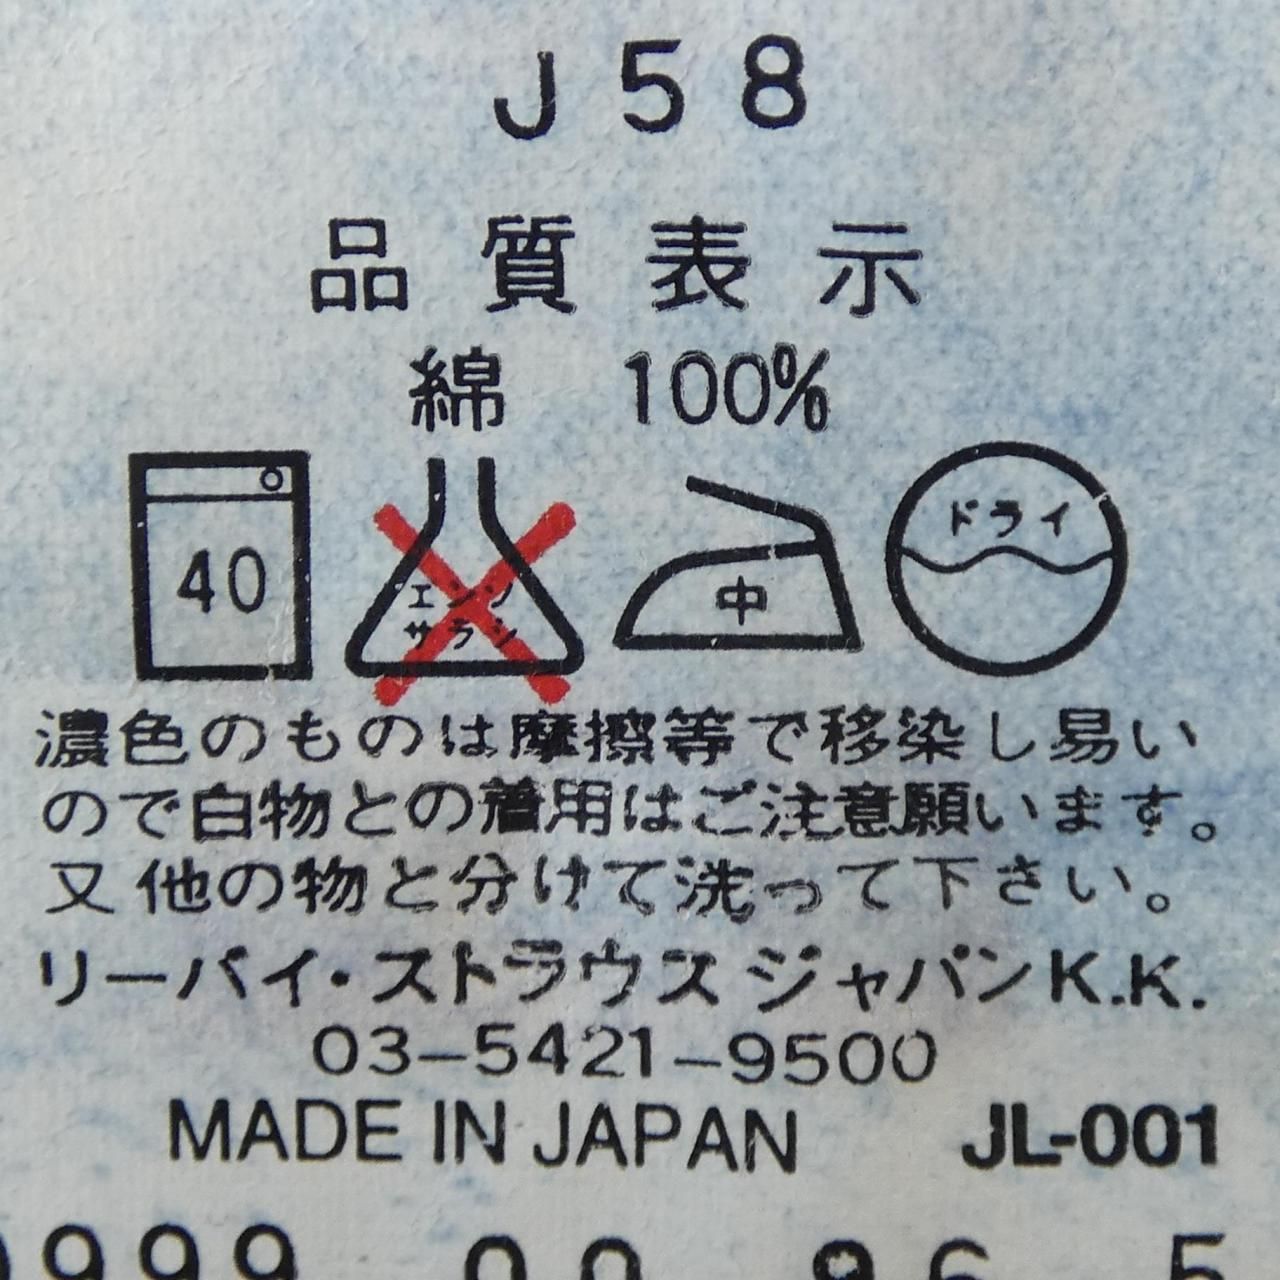 J58
品質表示
綿 100%
40 エンソ サラシ 中 ドライ
濃色のものは摩擦等で移染し易い
ので白物との着用はご注意願います。
又他の物と分けて洗って下さい。
リーバイ・ストラウス ジャパンK.K.
03-5421-9500
MADE IN JAPAN JL-001